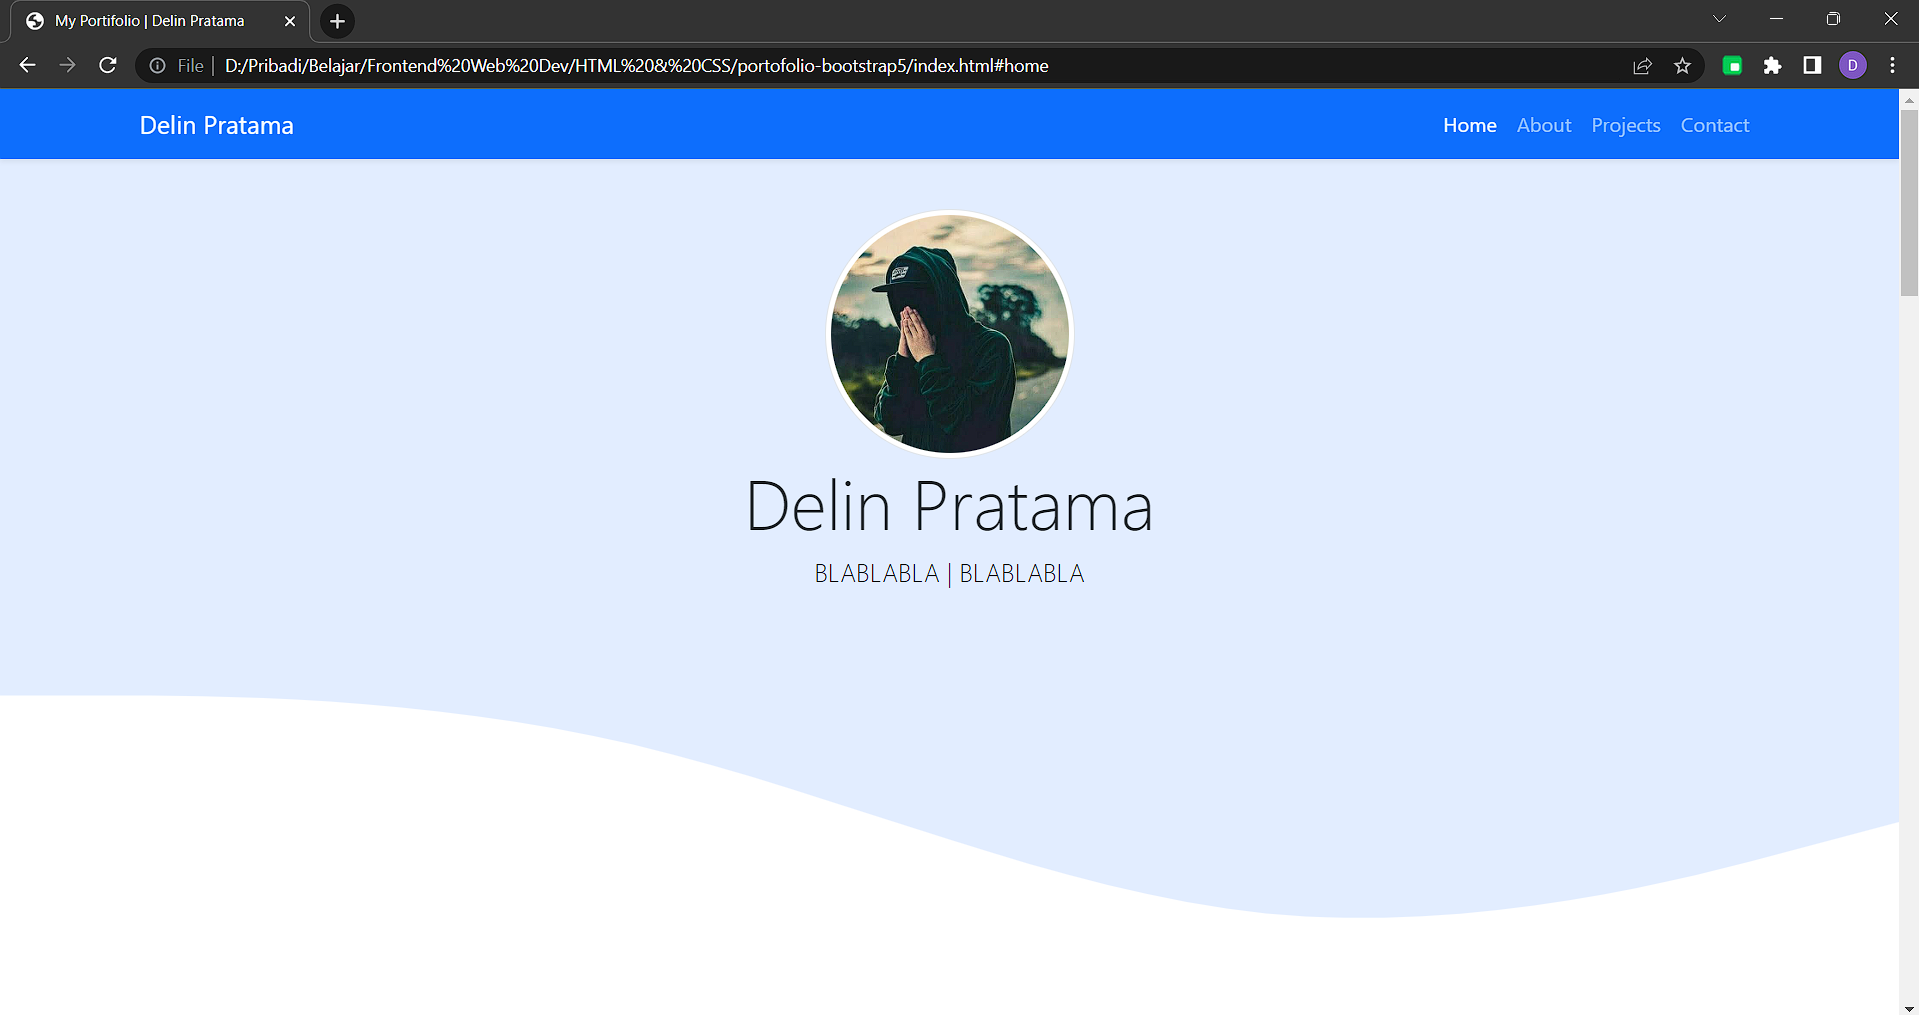 My Portifolio | Delin Pratama
File | D:/Pribadi/Belajar/Frontend%20Web%20Dev/HTML%20&%20CSS/portofolio-bootstrap5/index.html#home
D
Delin Pratama
Home About Projects Contact
Delin Pratama
BLABLABLA | BLABLABLA